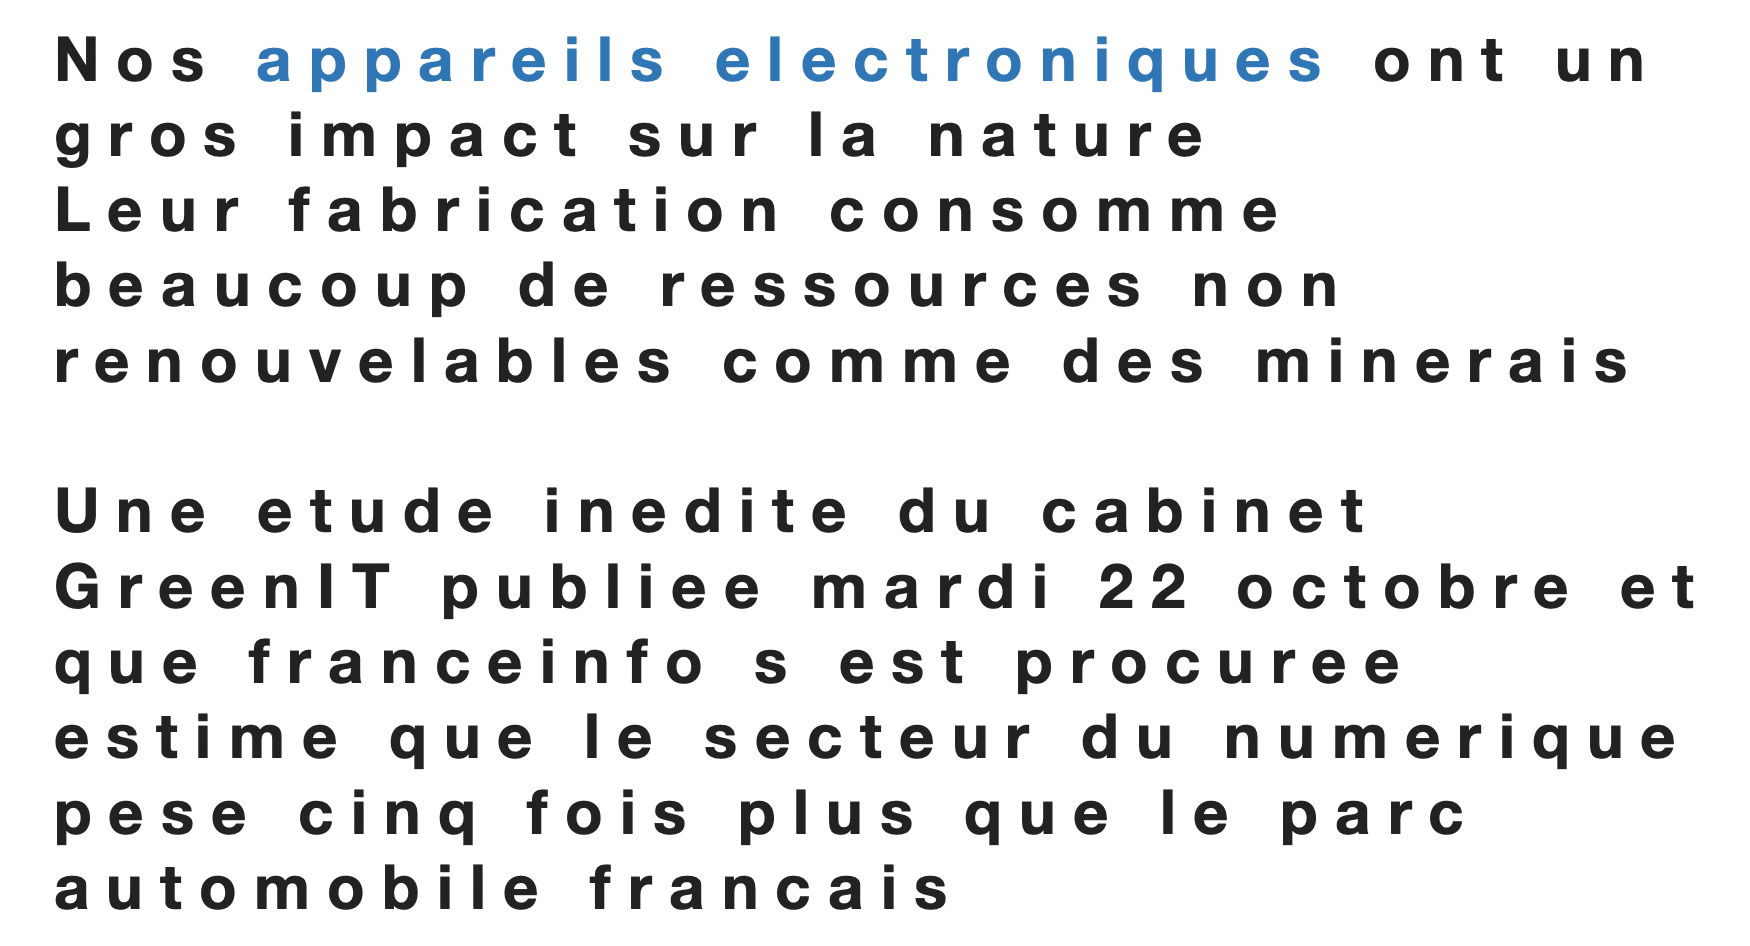 Nos appareils electroniques ont un
gros impact sur la nature
Leur fabrication consomme
beaucoup de ressources non
renouvelables comme des minerais
Une etude inedite du cabinet
GreenIT publiee mardi 22 octobre et
que franceinfo s est procuree
estime que le secteur du numerique
pese cinq fois plus que le parc
automobile francais